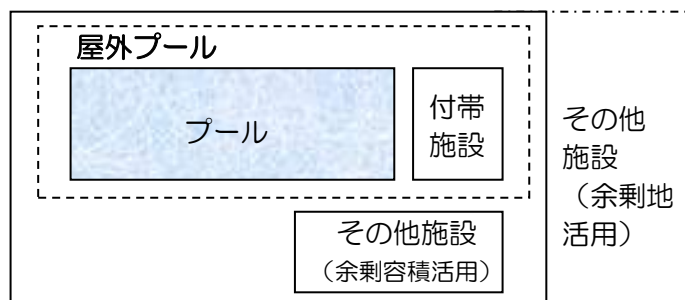 屋外プール
プール
付帯
施設
その他施設
（余剰容積活用）
その他
施設
（余剰地
活用）